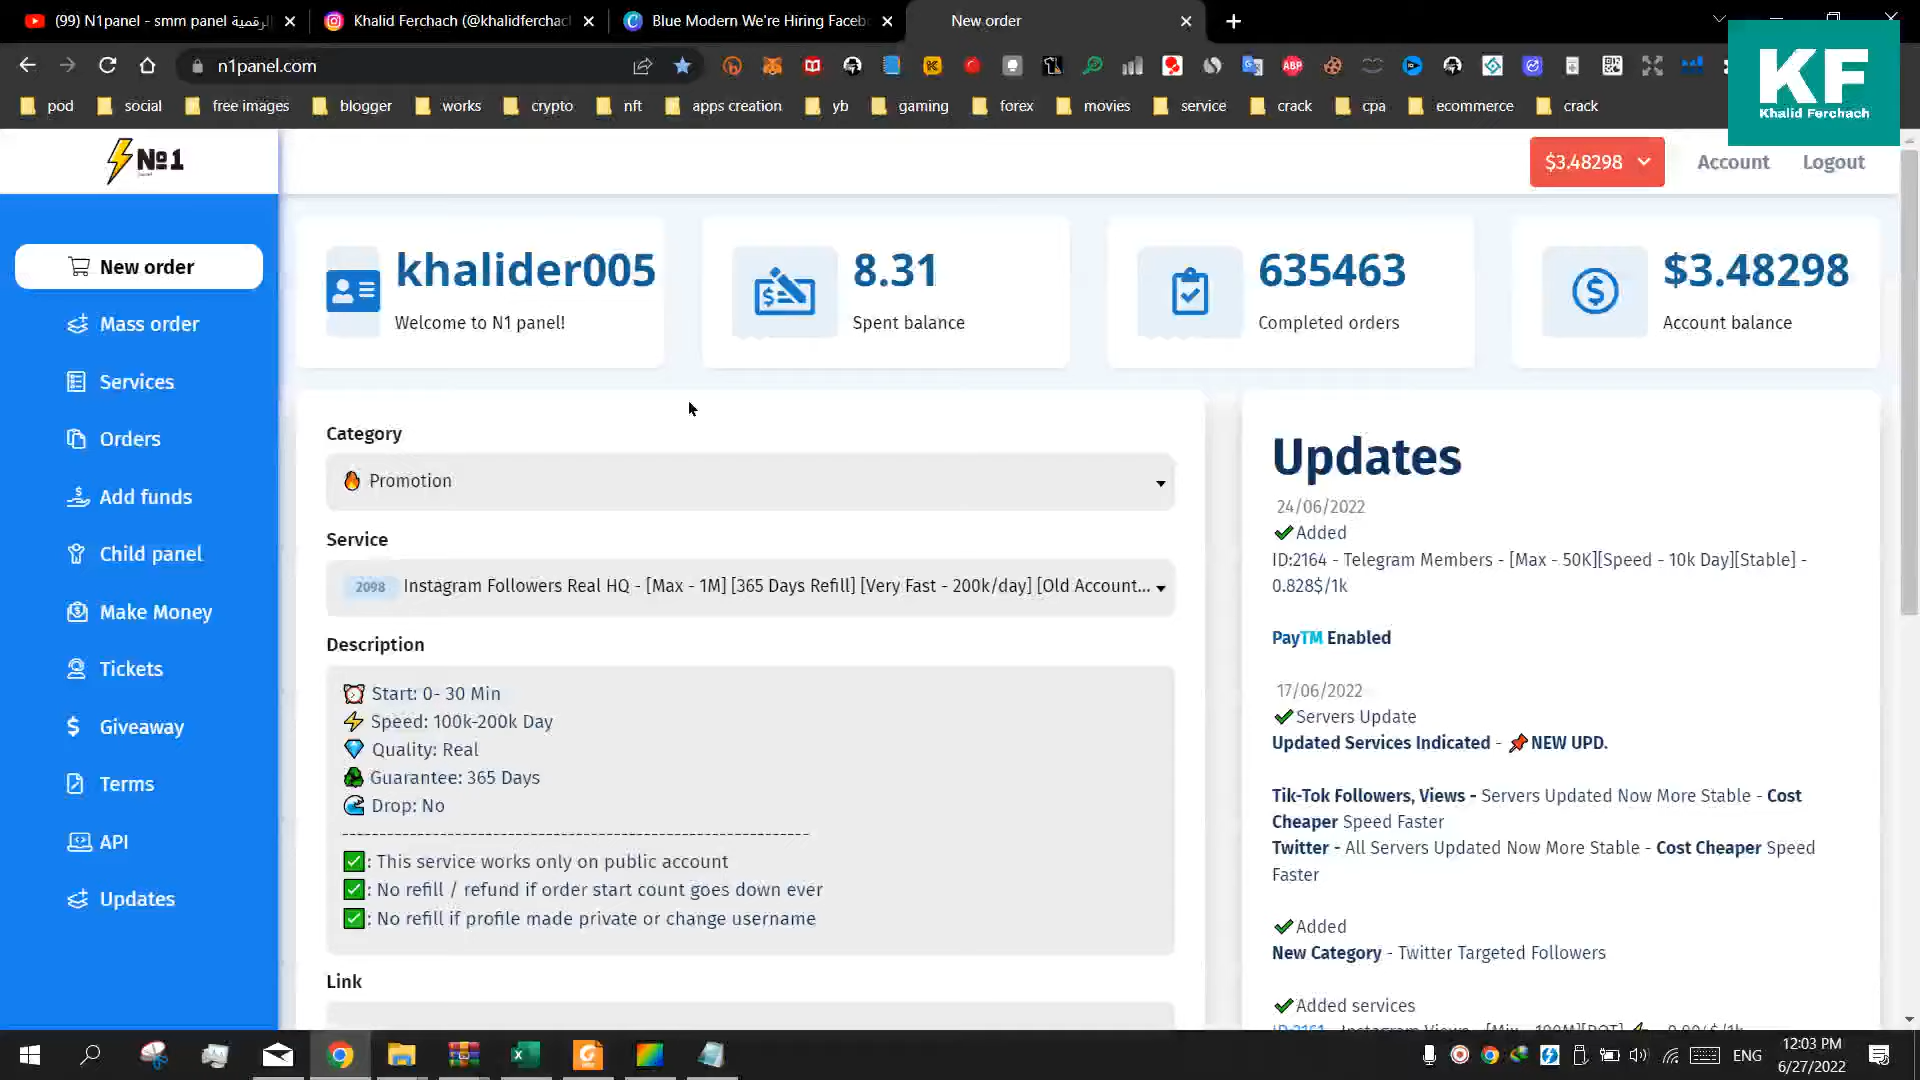 (99) N1panel - smm panel الرقمية
Khalid Ferchach (@khalidferchac
Blue Modern We're Hiring Faceb
New order
n1panel.com
pod
social
free images
blogger
works
crypto
nft
apps creation
yb
gaming
forex
movies
service
crack
cpa
ecommerce
crack
KF
Khalid Ferchach
№1
$3.48298
Account
Logout
New order
Mass order
Services
Orders
Add funds
Child panel
Make Money
Tickets
Giveaway
Terms
API
Updates
khalider005
Welcome to N1 panel!
8.31
Spent balance
635463
Completed orders
$3.48298
Account balance
Category
🔥 Promotion
Service
2098 Instagram Followers Real HQ - [Max - 1M] [365 Days Refill] [Very Fast - 200k/day] [Old Account...
Description
⏰ Start: 0- 30 Min
⚡ Speed: 100k-200k Day
💎 Quality: Real
♻ Guarantee: 365 Days
🌊 Drop: No
----------------------------------------------------------
✅: This service works only on public account
✅: No refill / refund if order start count goes down ever
✅: No refill if profile made private or change username
Link
Updates
24/06/2022
✔Added
ID:2164 - Telegram Members - [Max - 50K][Speed - 10k Day][Stable] -
0.828$/1k
PayTM Enabled
17/06/2022
✔Servers Update
Updated Services Indicated - 📌NEW UPD.
Tik-Tok Followers, Views - Servers Updated Now More Stable - Cost
Cheaper Speed Faster
Twitter - All Servers Updated Now More Stable - Cost Cheaper Speed
Faster
✔Added
New Category - Twitter Targeted Followers
✔Added services
ENG
12:03 PM
6/27/2022